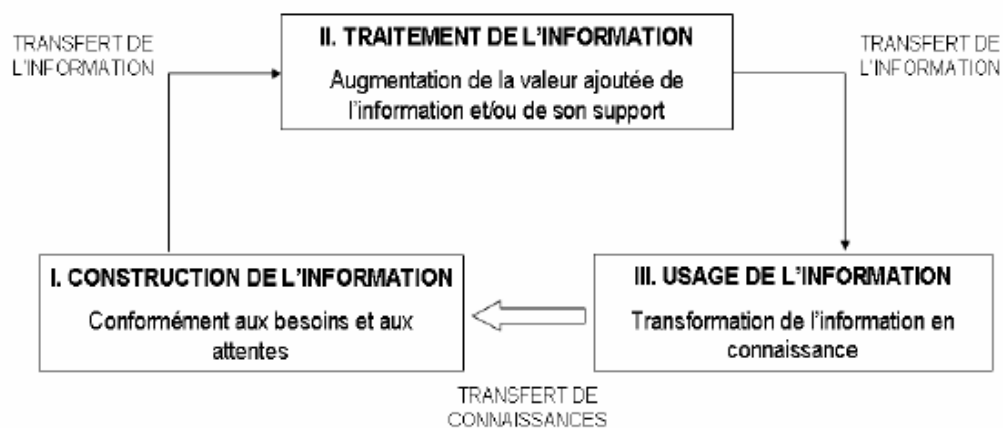 TRANSFERT DE
L'INFORMATION
II. TRAITEMENT DE L'INFORMATION
Augmentation de la valeur ajoutée de
l'information et/ou de son support
TRANSFERT DE
L'INFORMATION
I. CONSTRUCTION DE L'INFORMATION
Conformément aux besoins et aux
attentes
III. USAGE DE L'INFORMATION
Transformation de l'information en
connaissance
TRANSFERT DE
CONNAISSANCES